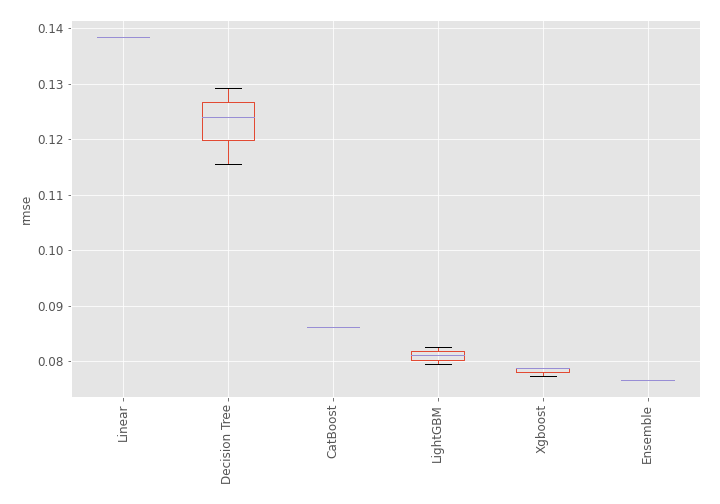 0.14
0.13
0.12
0.11
0.10
0.09
0.08
rmse
Linear
Decision Tree
CatBoost
LightGBM
Xgboost
Ensemble